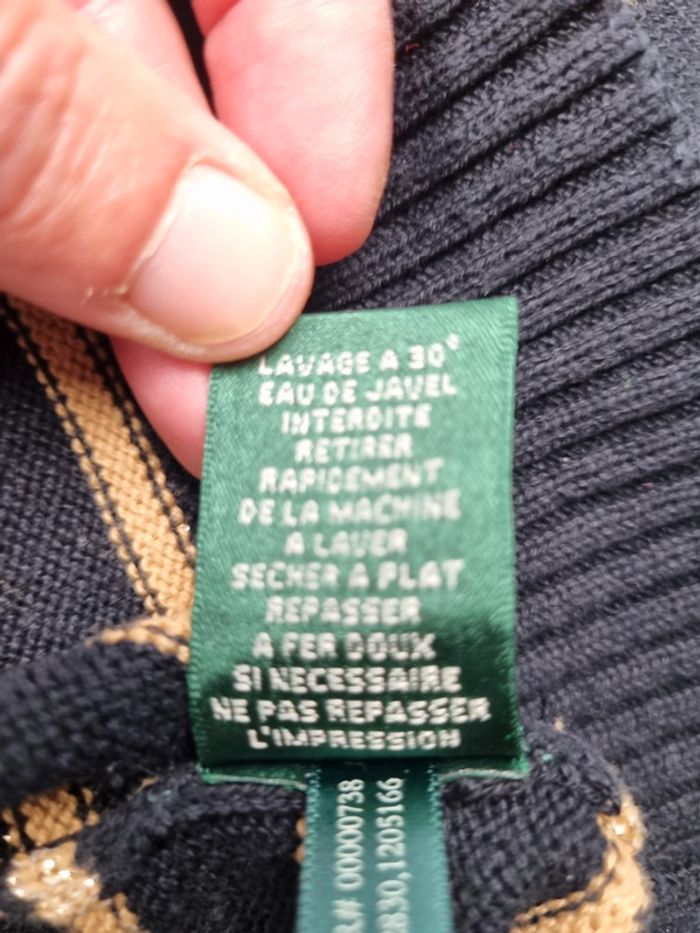 LAVAGE A 30°
EAU DE JAVEL
INTERDITE
RETIRER
RAPIDEMENT
DE LA MACHINE
A LAVER
SECHER A PLAT
REPASSER
A FER DOUX
SI NECESSAIRE
NE PAS REPASSER
L'IMPRESSION
R# 00000738
0830,1205166